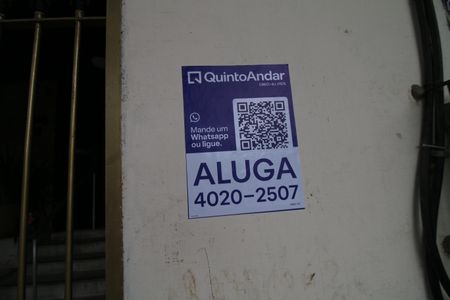 QuintoAndar
Mande um
Whatsapp
ou ligue.
ALUGA
4020-2507